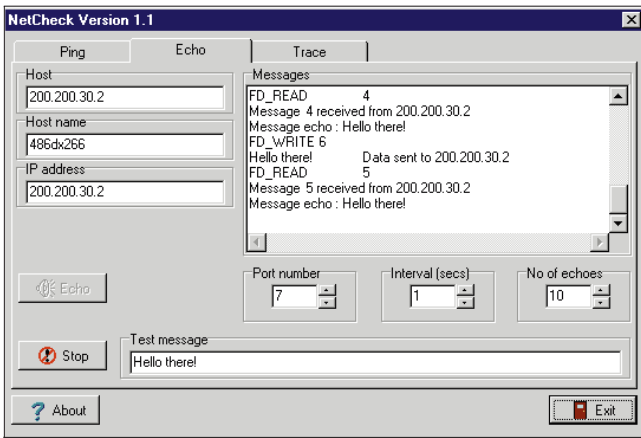 NetCheck Version 1.1
Ping Echo Trace
Host
200.200.30.2
Host name
486dx266
IP address
200.200.30.2
Messages
FD_READ 4
Message 4 received from 200.200.30.2
Message echo : Hello there!
FD_WRITE 6
Hello there! Data sent to 200.200.30.2
FD_READ 5
Message 5 received from 200.200.30.2
Message echo : Hello there!
Echo
Port number Interval (secs) No of echoes
7 1 10
Stop
Test message
Hello there!
About
Exit